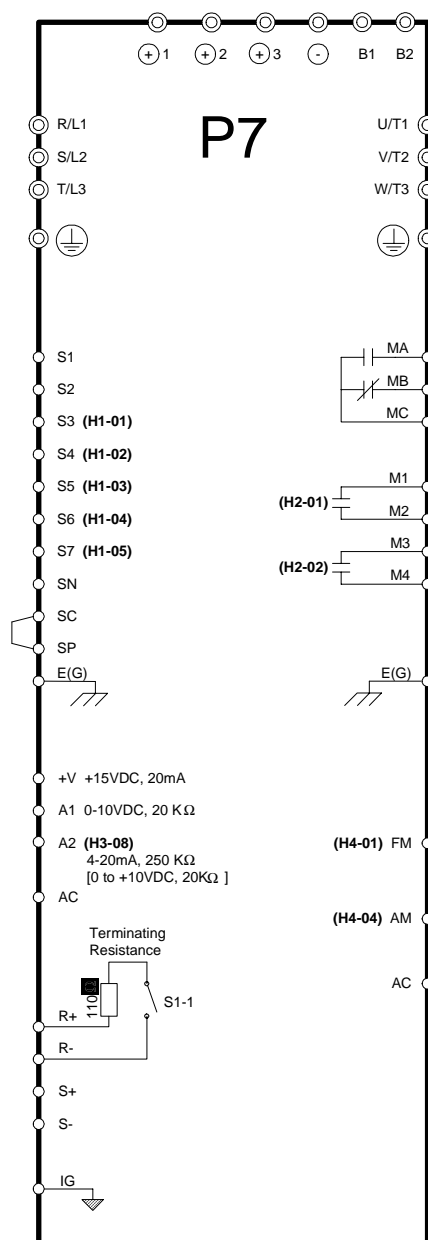 + 1 + 2 + 3 - B1 B2
P7
R/L1 U/T1
S/L2 V/T2
T/L3 W/T3
S1 MA
S2 MB
S3 (H1-01) MC
S4 (H1-02)
S5 (H1-03) M1
(H2-01)
S6 (H1-04) M2
S7 (H1-05) M3
(H2-02)
SN M4
SC
SP
E(G) E(G)
+V +15VDC, 20mA
A1 0-10VDC, 20 KΩ
A2 (H3-08) (H4-01) FM
4-20mA, 250 KΩ
[0 to +10VDC, 20KΩ ]
AC
(H4-04) AM
Terminating
Resistance
AC
110Ω
S1-1
R+
R-
S+
S-
IG